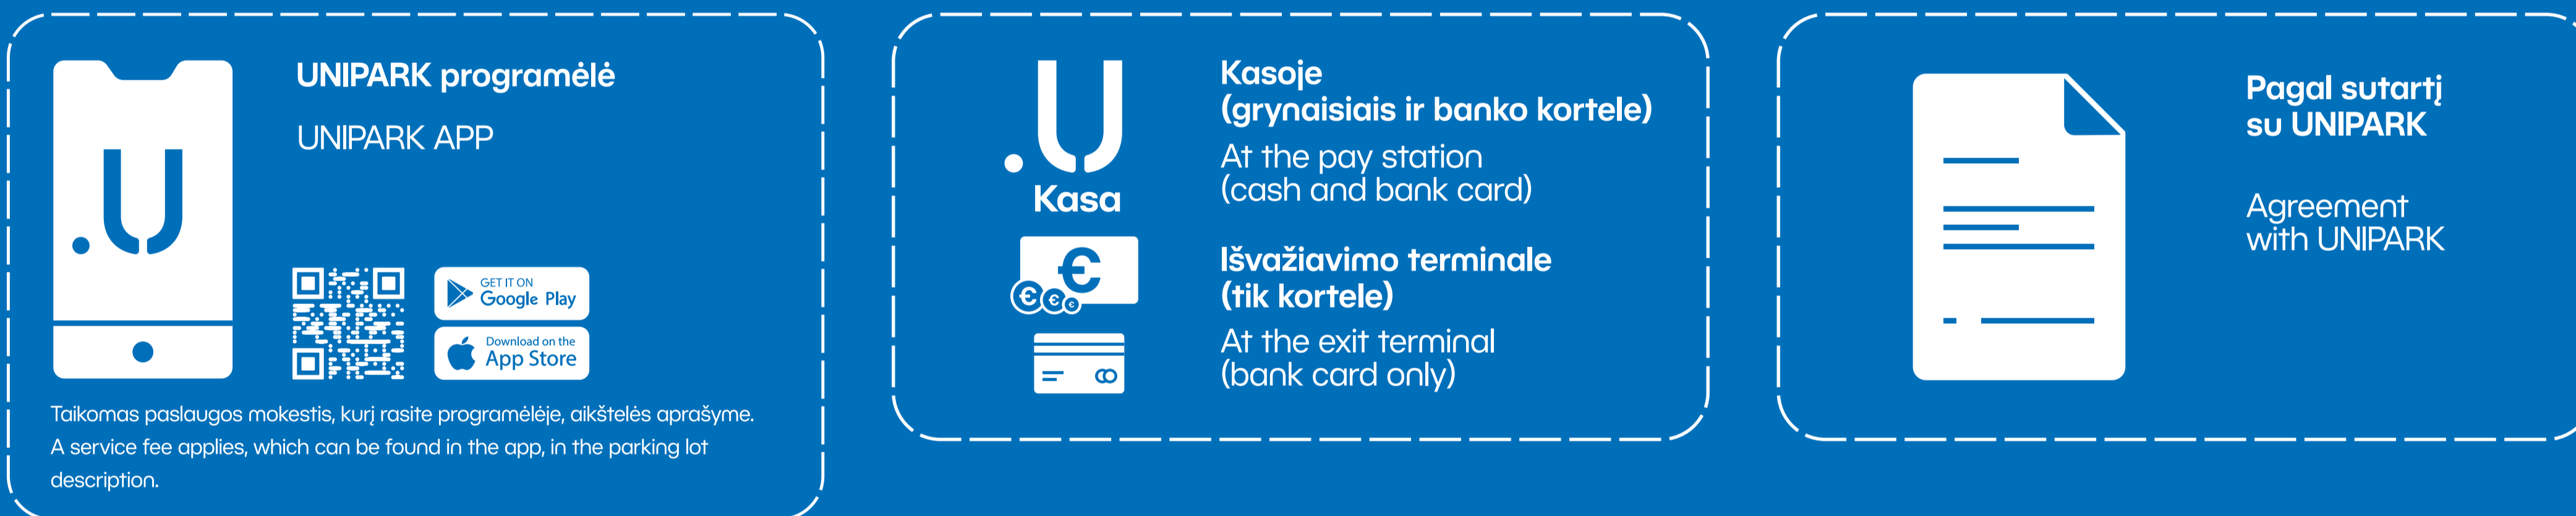 UNIPARK programėlė
UNIPARK APP
.U
GET IT ON
Google Play
Download on the
App Store
Taikomas paslaugos mokestis, kurį rasite programėlėje, aikštelės aprašyme.
A service fee applies, which can be found in the app, in the parking lot
description.
.U
Kasa
€
€ € €
Kasoje
(grynaisiais ir banko kortele)
At the pay station
(cash and bank card)
Išvažiavimo terminale
(tik kortele)
At the exit terminal
(bank card only)
Pagal sutartį
su UNIPARK
Agreement
with UNIPARK